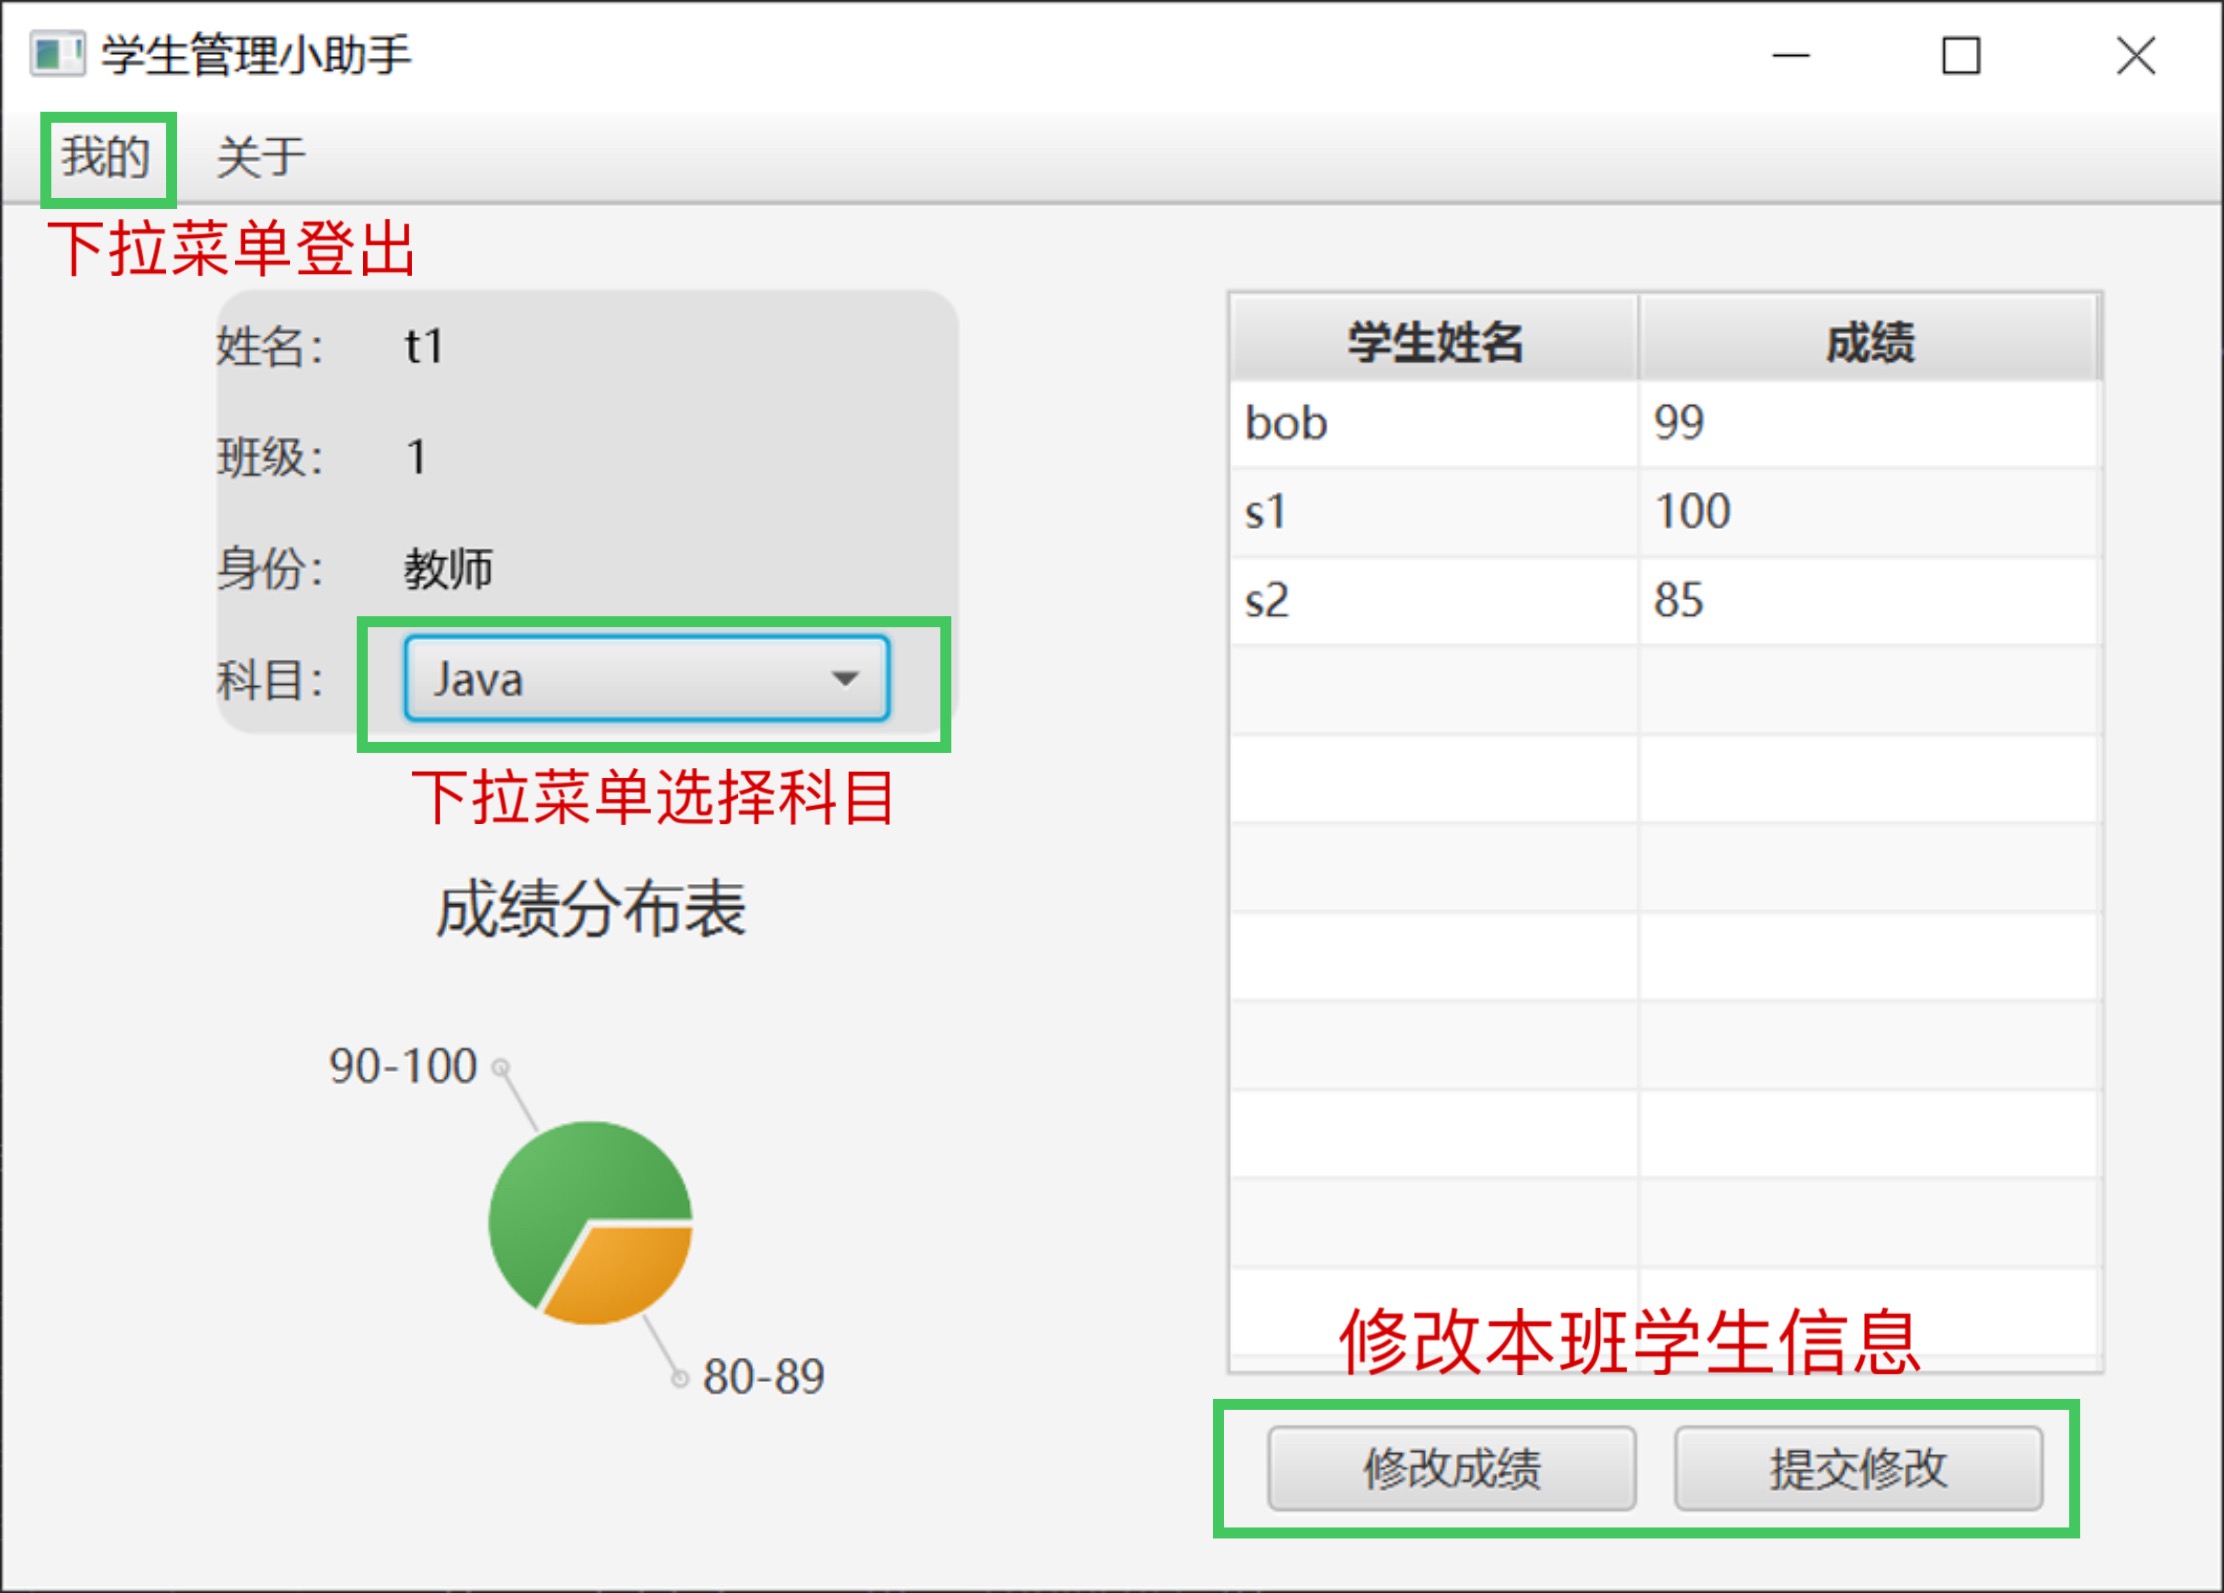 学生管理小助手
我的 关于
下拉菜单登出
姓名： t1
班级： 1
身份： 教师
科目： Java
下拉菜单选择科目
成绩分布表
90-100
80-89
学生姓名 成绩
bob 99
s1 100
s2 85
修改本班学生信息
修改成绩 提交修改